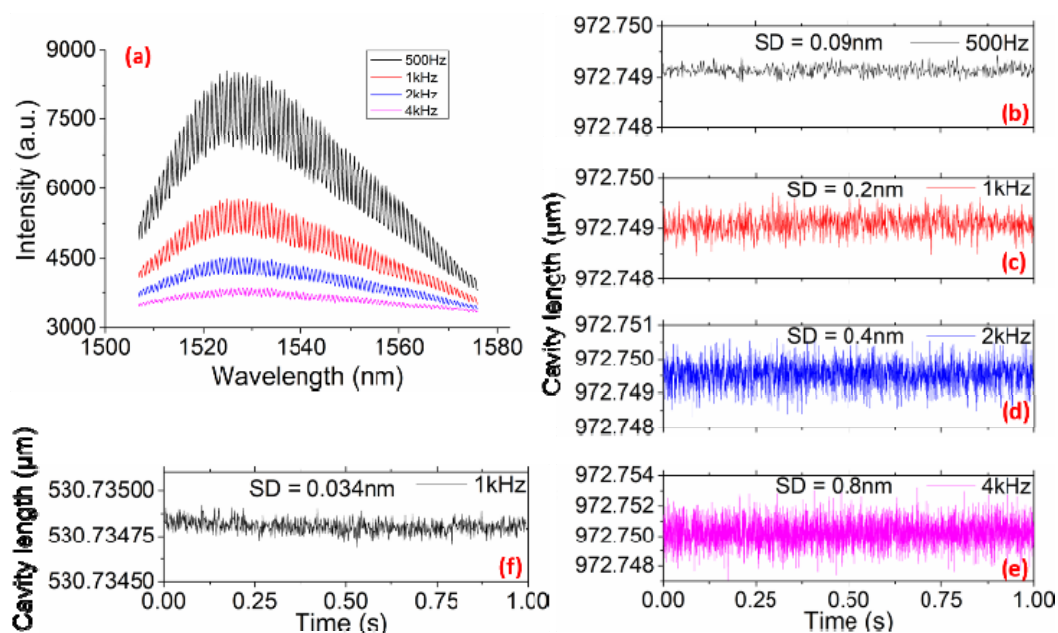 (a)
9000
7500
6000
4500
3000
Intensity (a.u.)
500Hz
1kHz
2kHz
4kHz
1500 1520 1540 1560 1580
Wavelength (nm)
972.750
972.749
972.748
SD = 0.09nm 500Hz
(b)
972.750
972.749
972.748
SD = 0.2nm 1kHz
(c)
Cavity length (μm)
972.751
972.750
972.749
972.748
SD = 0.4nm 2kHz
(d)
972.754
972.752
972.750
972.748
SD = 0.8nm 4kHz
(e)
0.00 0.25 0.50 0.75 1.00
Time (s)
Cavity length (μm)
530.73500
530.73475
530.73450
SD = 0.034nm 1kHz
(f)
0.00 0.25 0.50 0.75 1.00
Time (s)